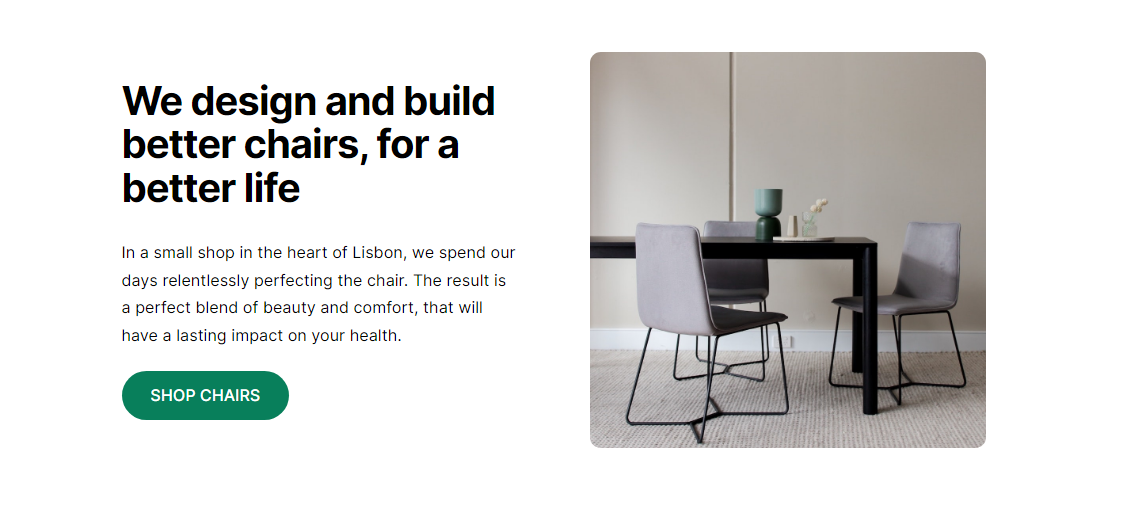 We design and build
better chairs, for a
better life
In a small shop in the heart of Lisbon, we spend our
days relentlessly perfecting the chair. The result is
a perfect blend of beauty and comfort, that will
have a lasting impact on your health.
SHOP CHAIRS